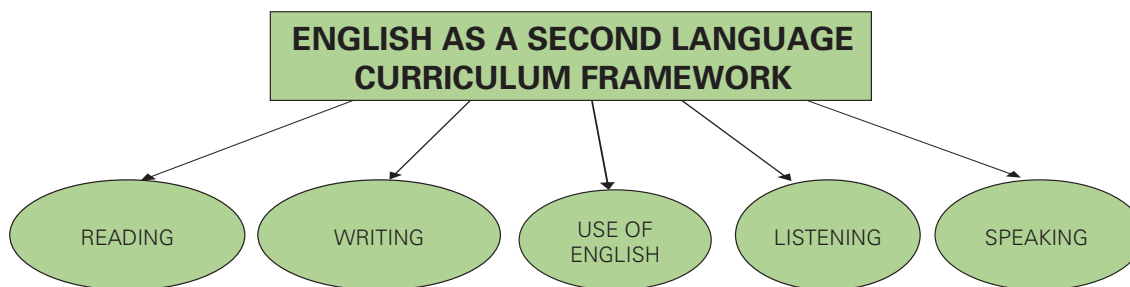 ENGLISH AS A SECOND LANGUAGE
CURRICULUM FRAMEWORK
READING
WRITING
USE OF
ENGLISH
LISTENING
SPEAKING